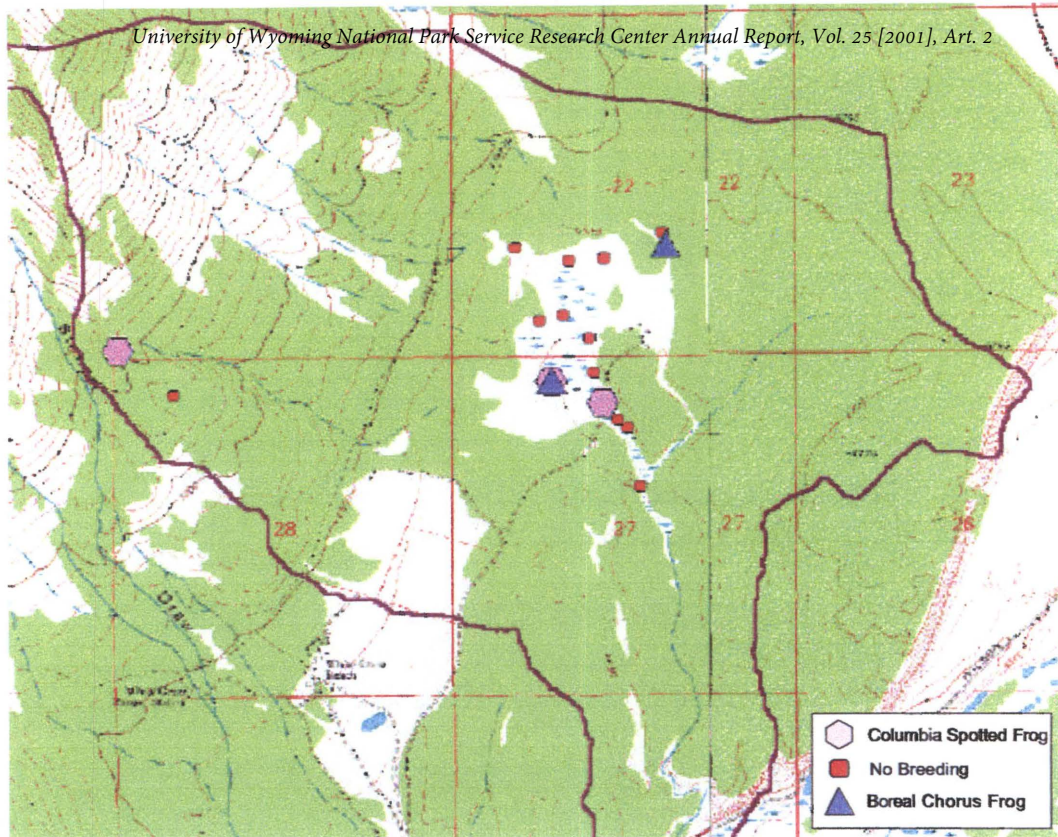 University of Wyoming National Park Service Research Center Annual Report, Vol. 25 [2001], Art. 2
22
22
23
28
27
27
26
Draw
Columbia Spotted Frog
No Breeding
Boreal Chorus Frog